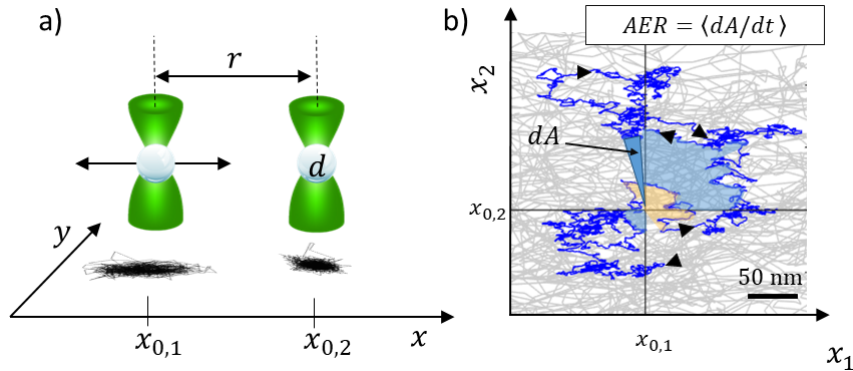 a)
r
d
y
x₀,₁
x₀,₂
x
b)
AER = ⟨dA/dt⟩
x₂
dA
x₀,₂
50 nm
x₀,₁
x₁